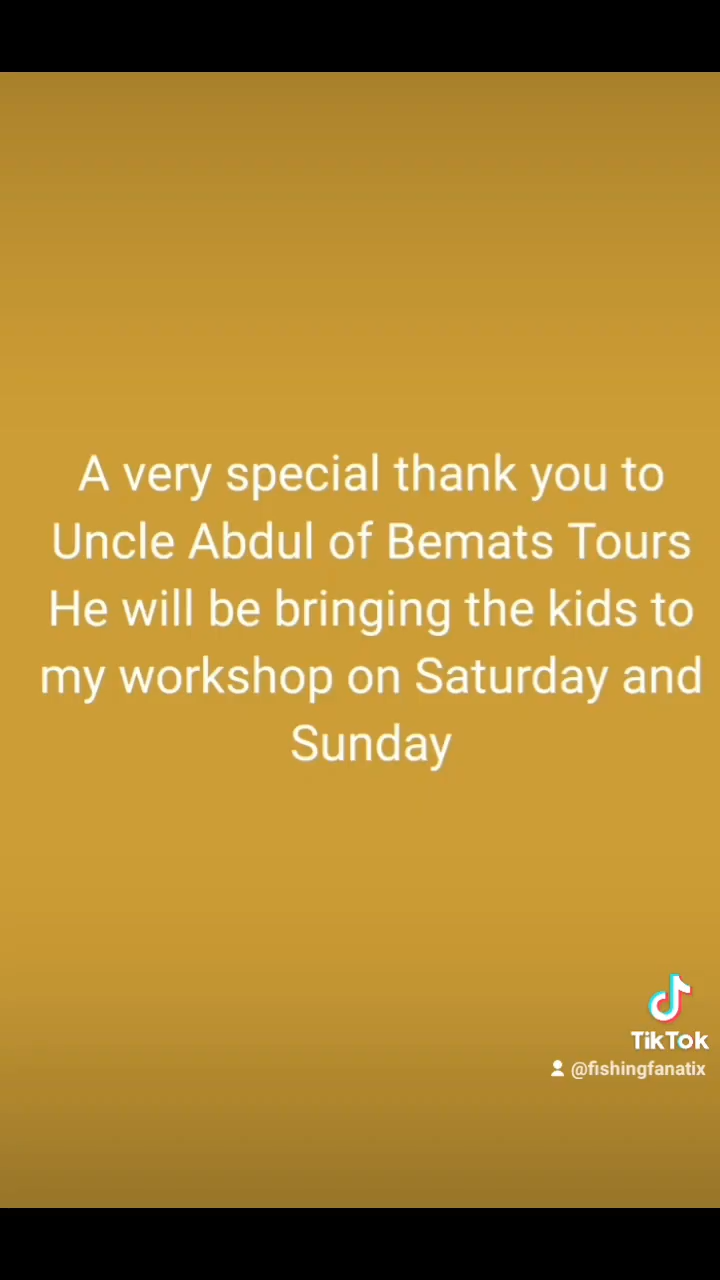 A very special thank you to
Uncle Abdul of Bemats Tours
He will be bringing the kids to
my workshop on Saturday and
Sunday
TikTok
@fishingfanatix